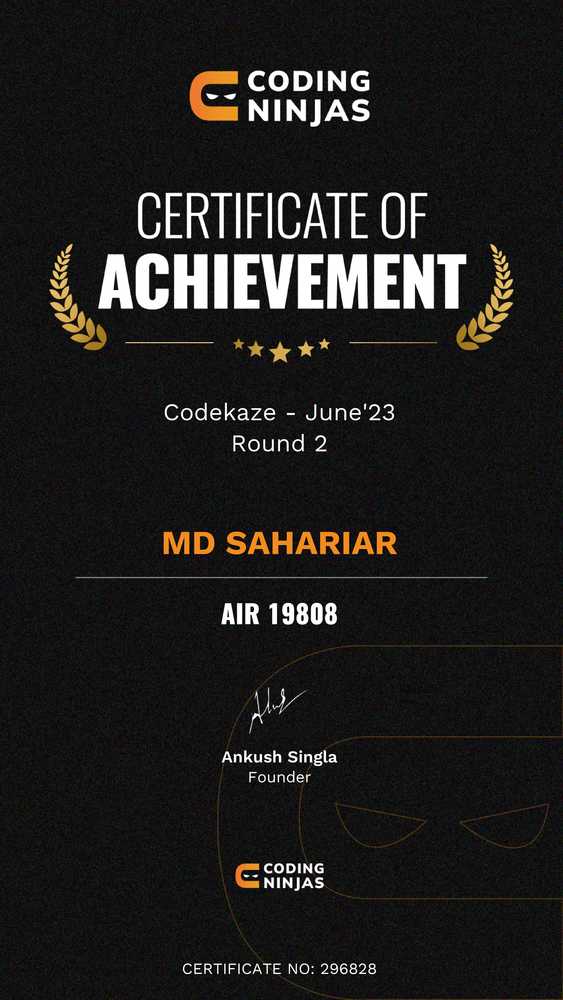 CODING
NINJAS
CERTIFICATE OF
ACHIEVEMENT
Codekaze - June'23
Round 2
MD SAHARIAR
AIR 19808
Ankush Singla
Founder
CODING
NINJAS
CERTIFICATE NO: 296828